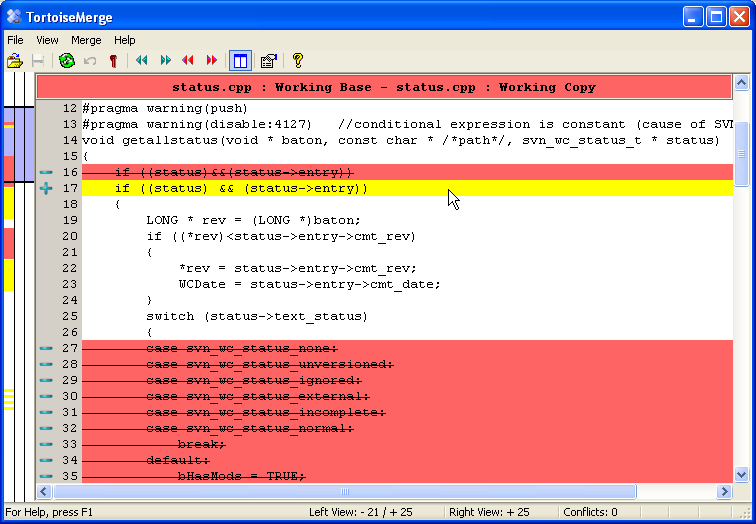 TortoiseMerge
File View Merge Help
status.cpp : Working Base - status.cpp : Working Copy
12 #pragma warning(push)
13 #pragma warning(disable:4127) //conditional expression is constant (cause of SVN
14 void getallstatus(void * baton, const char * /*path*/, svn_wc_status_t * status)
15 {
16 if ((status)&&(status->entry))
17 if ((status) && (status->entry))
18 {
19 LONG * rev = (LONG *)baton;
20 if ((*rev)<status->entry->cmt_rev)
21 {
22 *rev = status->entry->cmt_rev;
23 WCDate = status->entry->cmt_date;
24 }
25 switch (status->text_status)
26 {
27 case svn_wc_status_none:
28 case svn_wc_status_unversioned:
29 case svn_wc_status_ignored:
30 case svn_wc_status_external:
31 case svn_wc_status_incomplete:
32 case svn_wc_status_normal:
33 break;
34 default:
35 bHasMods = TRUE;
For Help, press F1 Left View: - 21 / + 25 Right View: + 25 Conflicts: 0